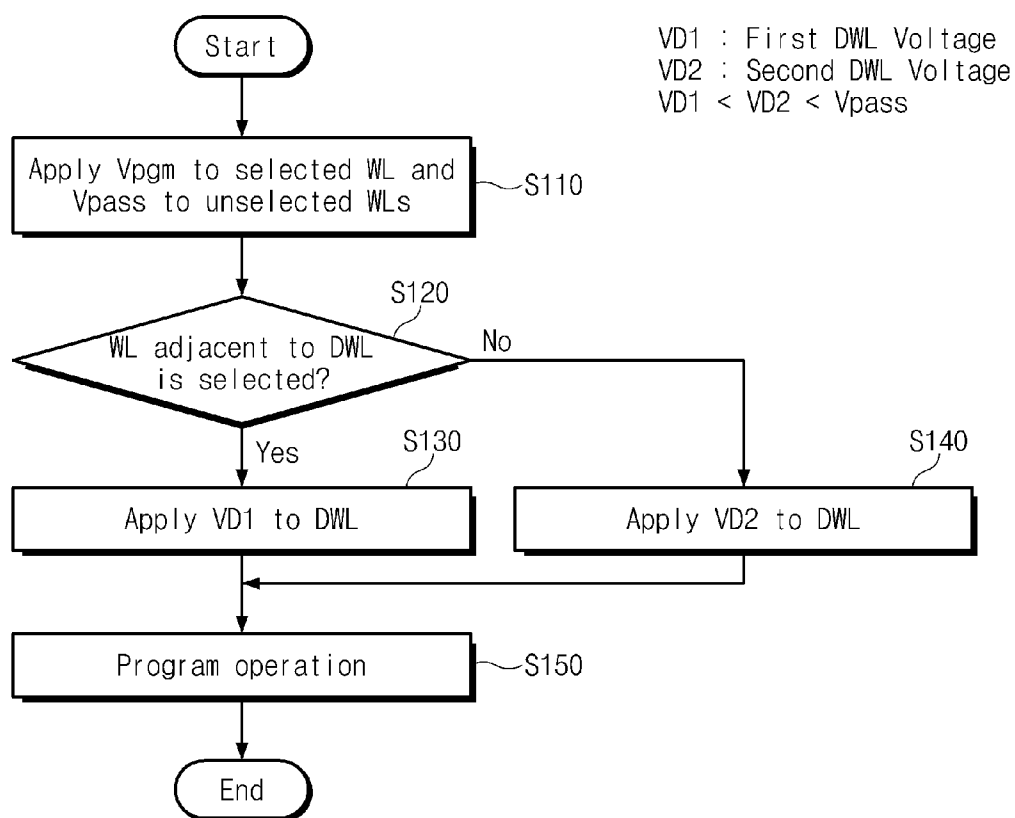 Start
VD1 : First DWL Voltage
VD2 : Second DWL Voltage
VD1 < VD2 < Vpass
Apply Vpgm to selected WL and
Vpass to unselected WLs
S110
S120
WL adjacent to DWL
is selected?
No
Yes
S130
Apply VD1 to DWL
S140
Apply VD2 to DWL
Program operation
S150
End